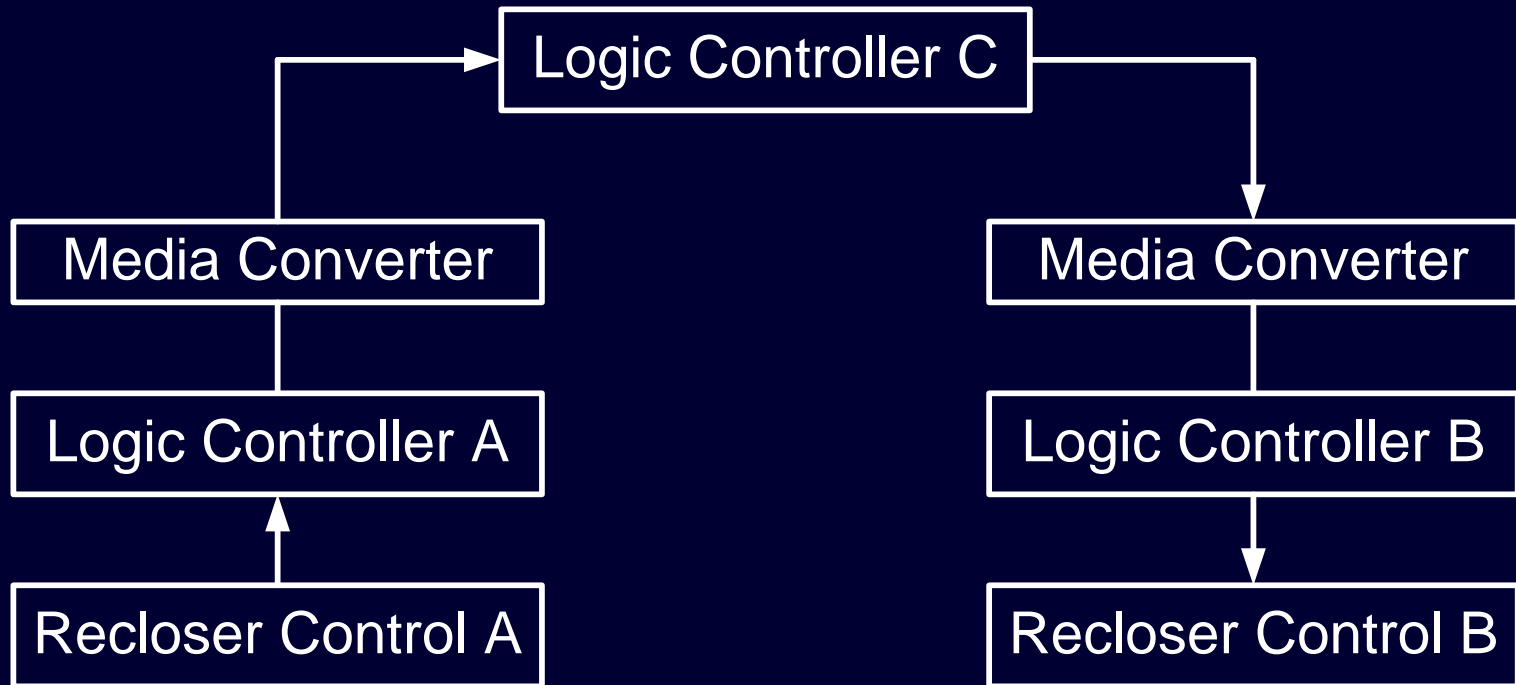 Logic Controller C
Media Converter
Media Converter
Logic Controller A
Logic Controller B
Recloser Control A
Recloser Control B